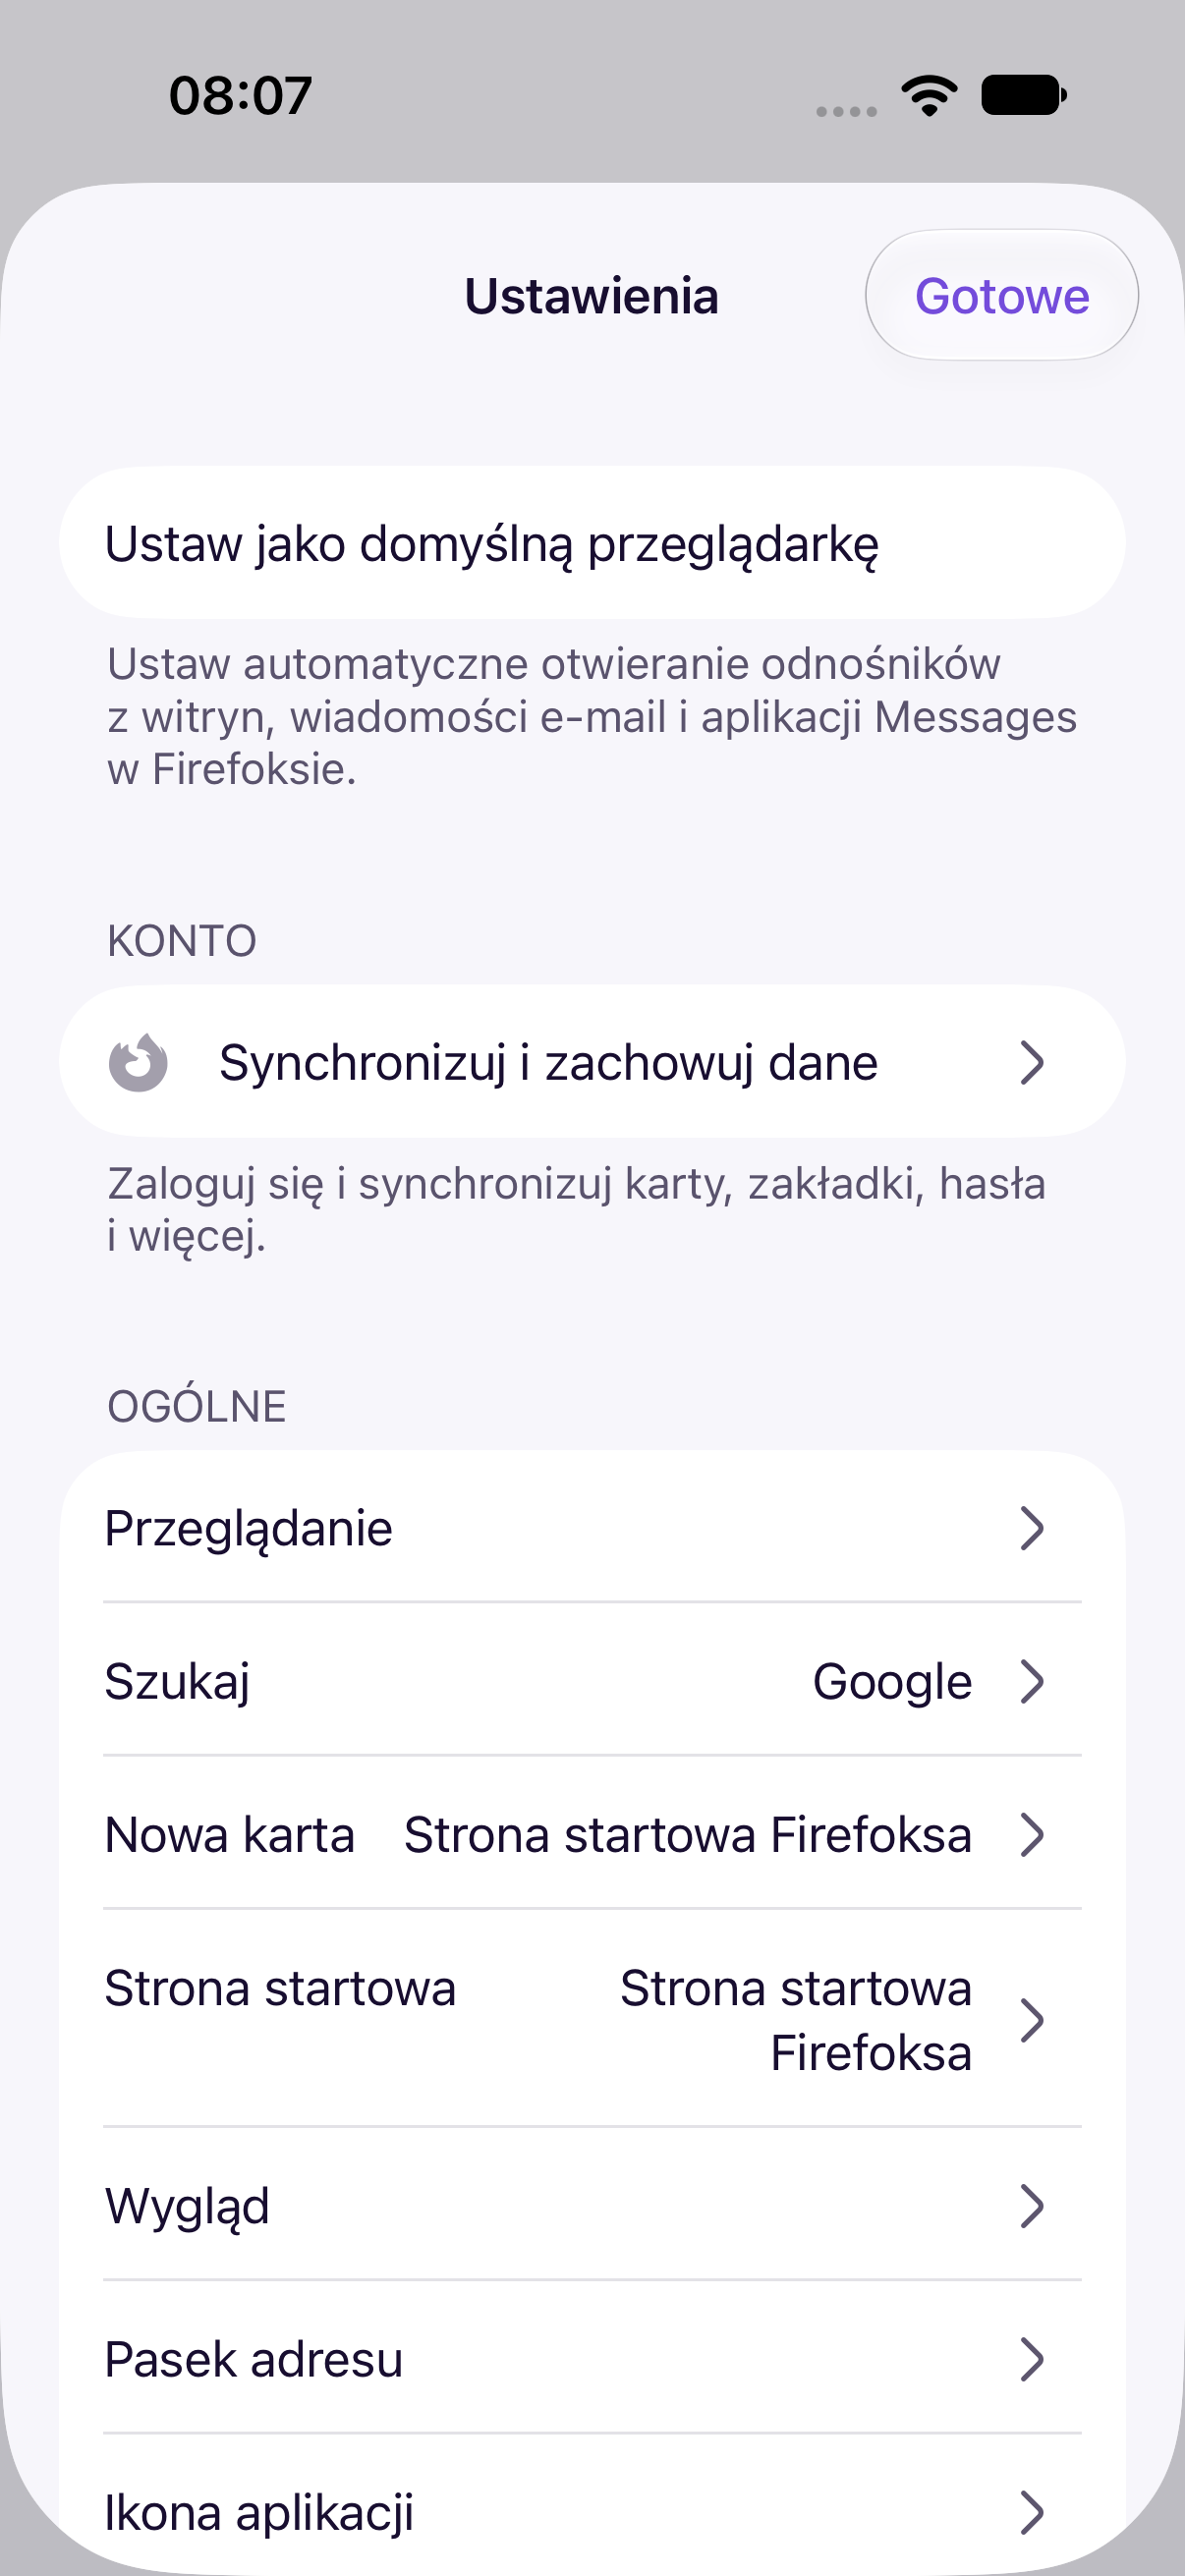 08:07
Ustawienia
Gotowe
Ustaw jako domyślną przeglądarkę
Ustaw automatyczne otwieranie odnośników
z witryn, wiadomości e-mail i aplikacji Messages
w Firefoksie.
KONTO
Synchronizuj i zachowuj dane
Zaloguj się i synchronizuj karty, zakładki, hasła
i więcej.
OGÓLNE
Przeglądanie
Szukaj Google
Nowa karta Strona startowa Firefoksa
Strona startowa Strona startowa
Firefoksa
Wygląd
Pasek adresu
Ikona aplikacji